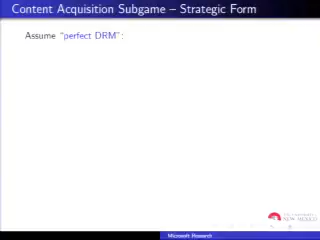 Content Acquisition Subgame – Strategic Form
Assume “perfect DRM”:
NEW MEXICO
Microsoft Research